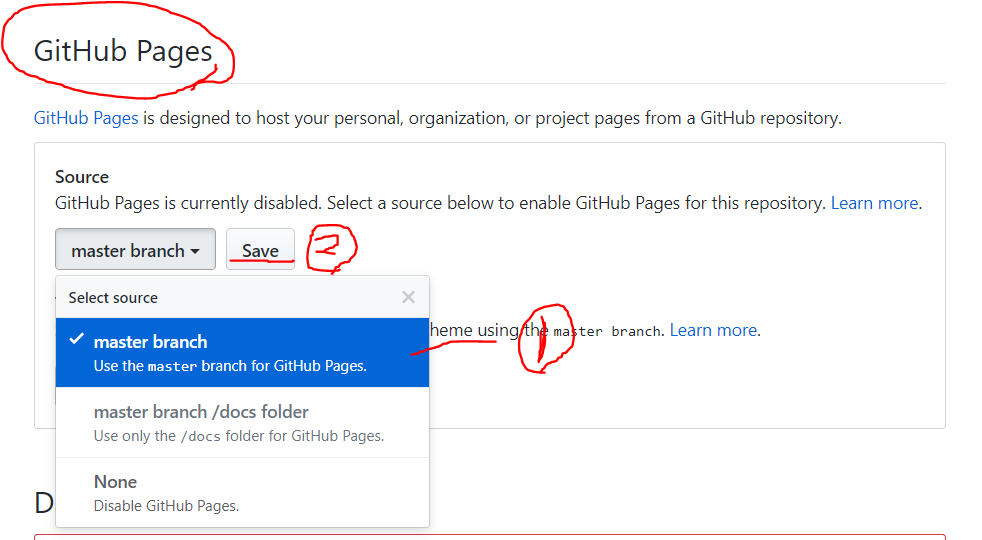 GitHub Pages
GitHub Pages is designed to host your personal, organization, or project pages from a GitHub repository.
Source
GitHub Pages is currently disabled. Select a source below to enable GitHub Pages for this repository. Learn more.
master branch Save 2
Select source
master branch
Use the master branch for GitHub Pages.
heme using the master branch. Learn more.
1
master branch /docs folder
Use only the /docs folder for GitHub Pages.
None
Disable GitHub Pages.
D